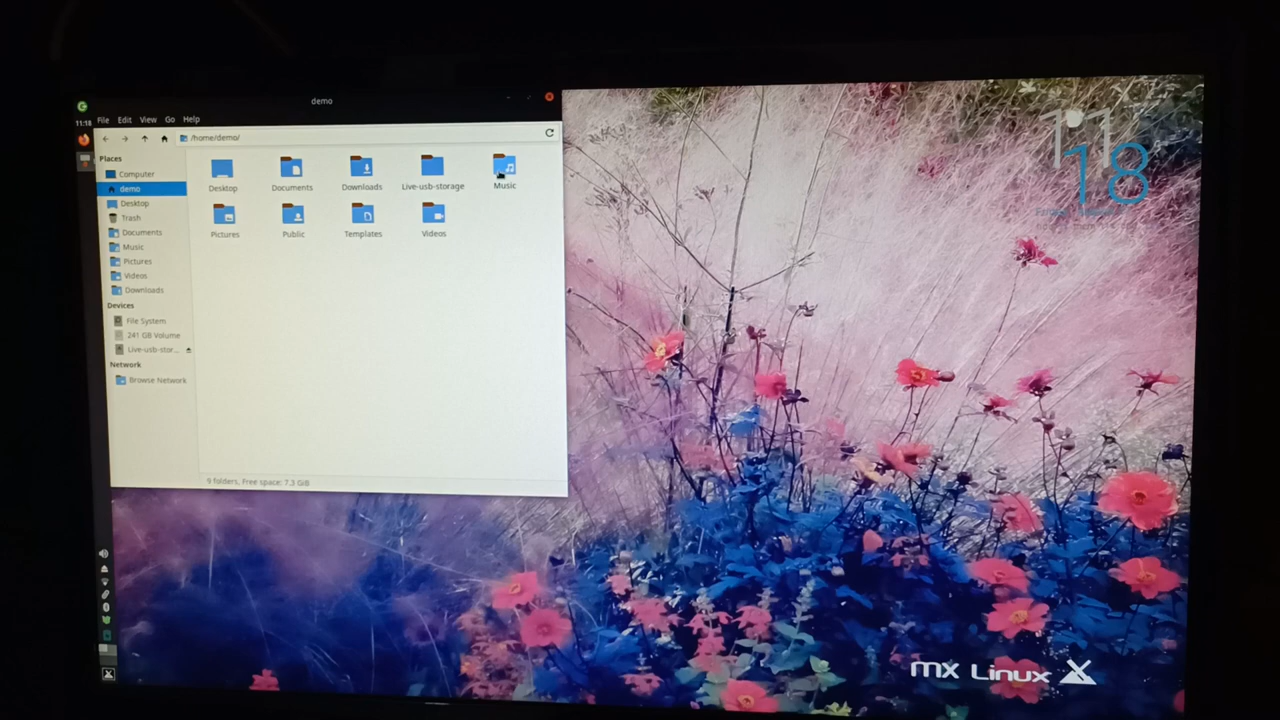 demo
11:18
File Edit View Go Help
/home/demo/
Places
Computer
demo
Desktop
Trash
Documents
Music
Pictures
Videos
Downloads
Devices
File System
241 GB Volume
Live-usb-stor...
Network
Browse Network
Desktop Documents Downloads Live-usb-storage Music
Pictures Public Templates Videos
9 folders, Free space: 7.3 GiB
11
18
mx Linux